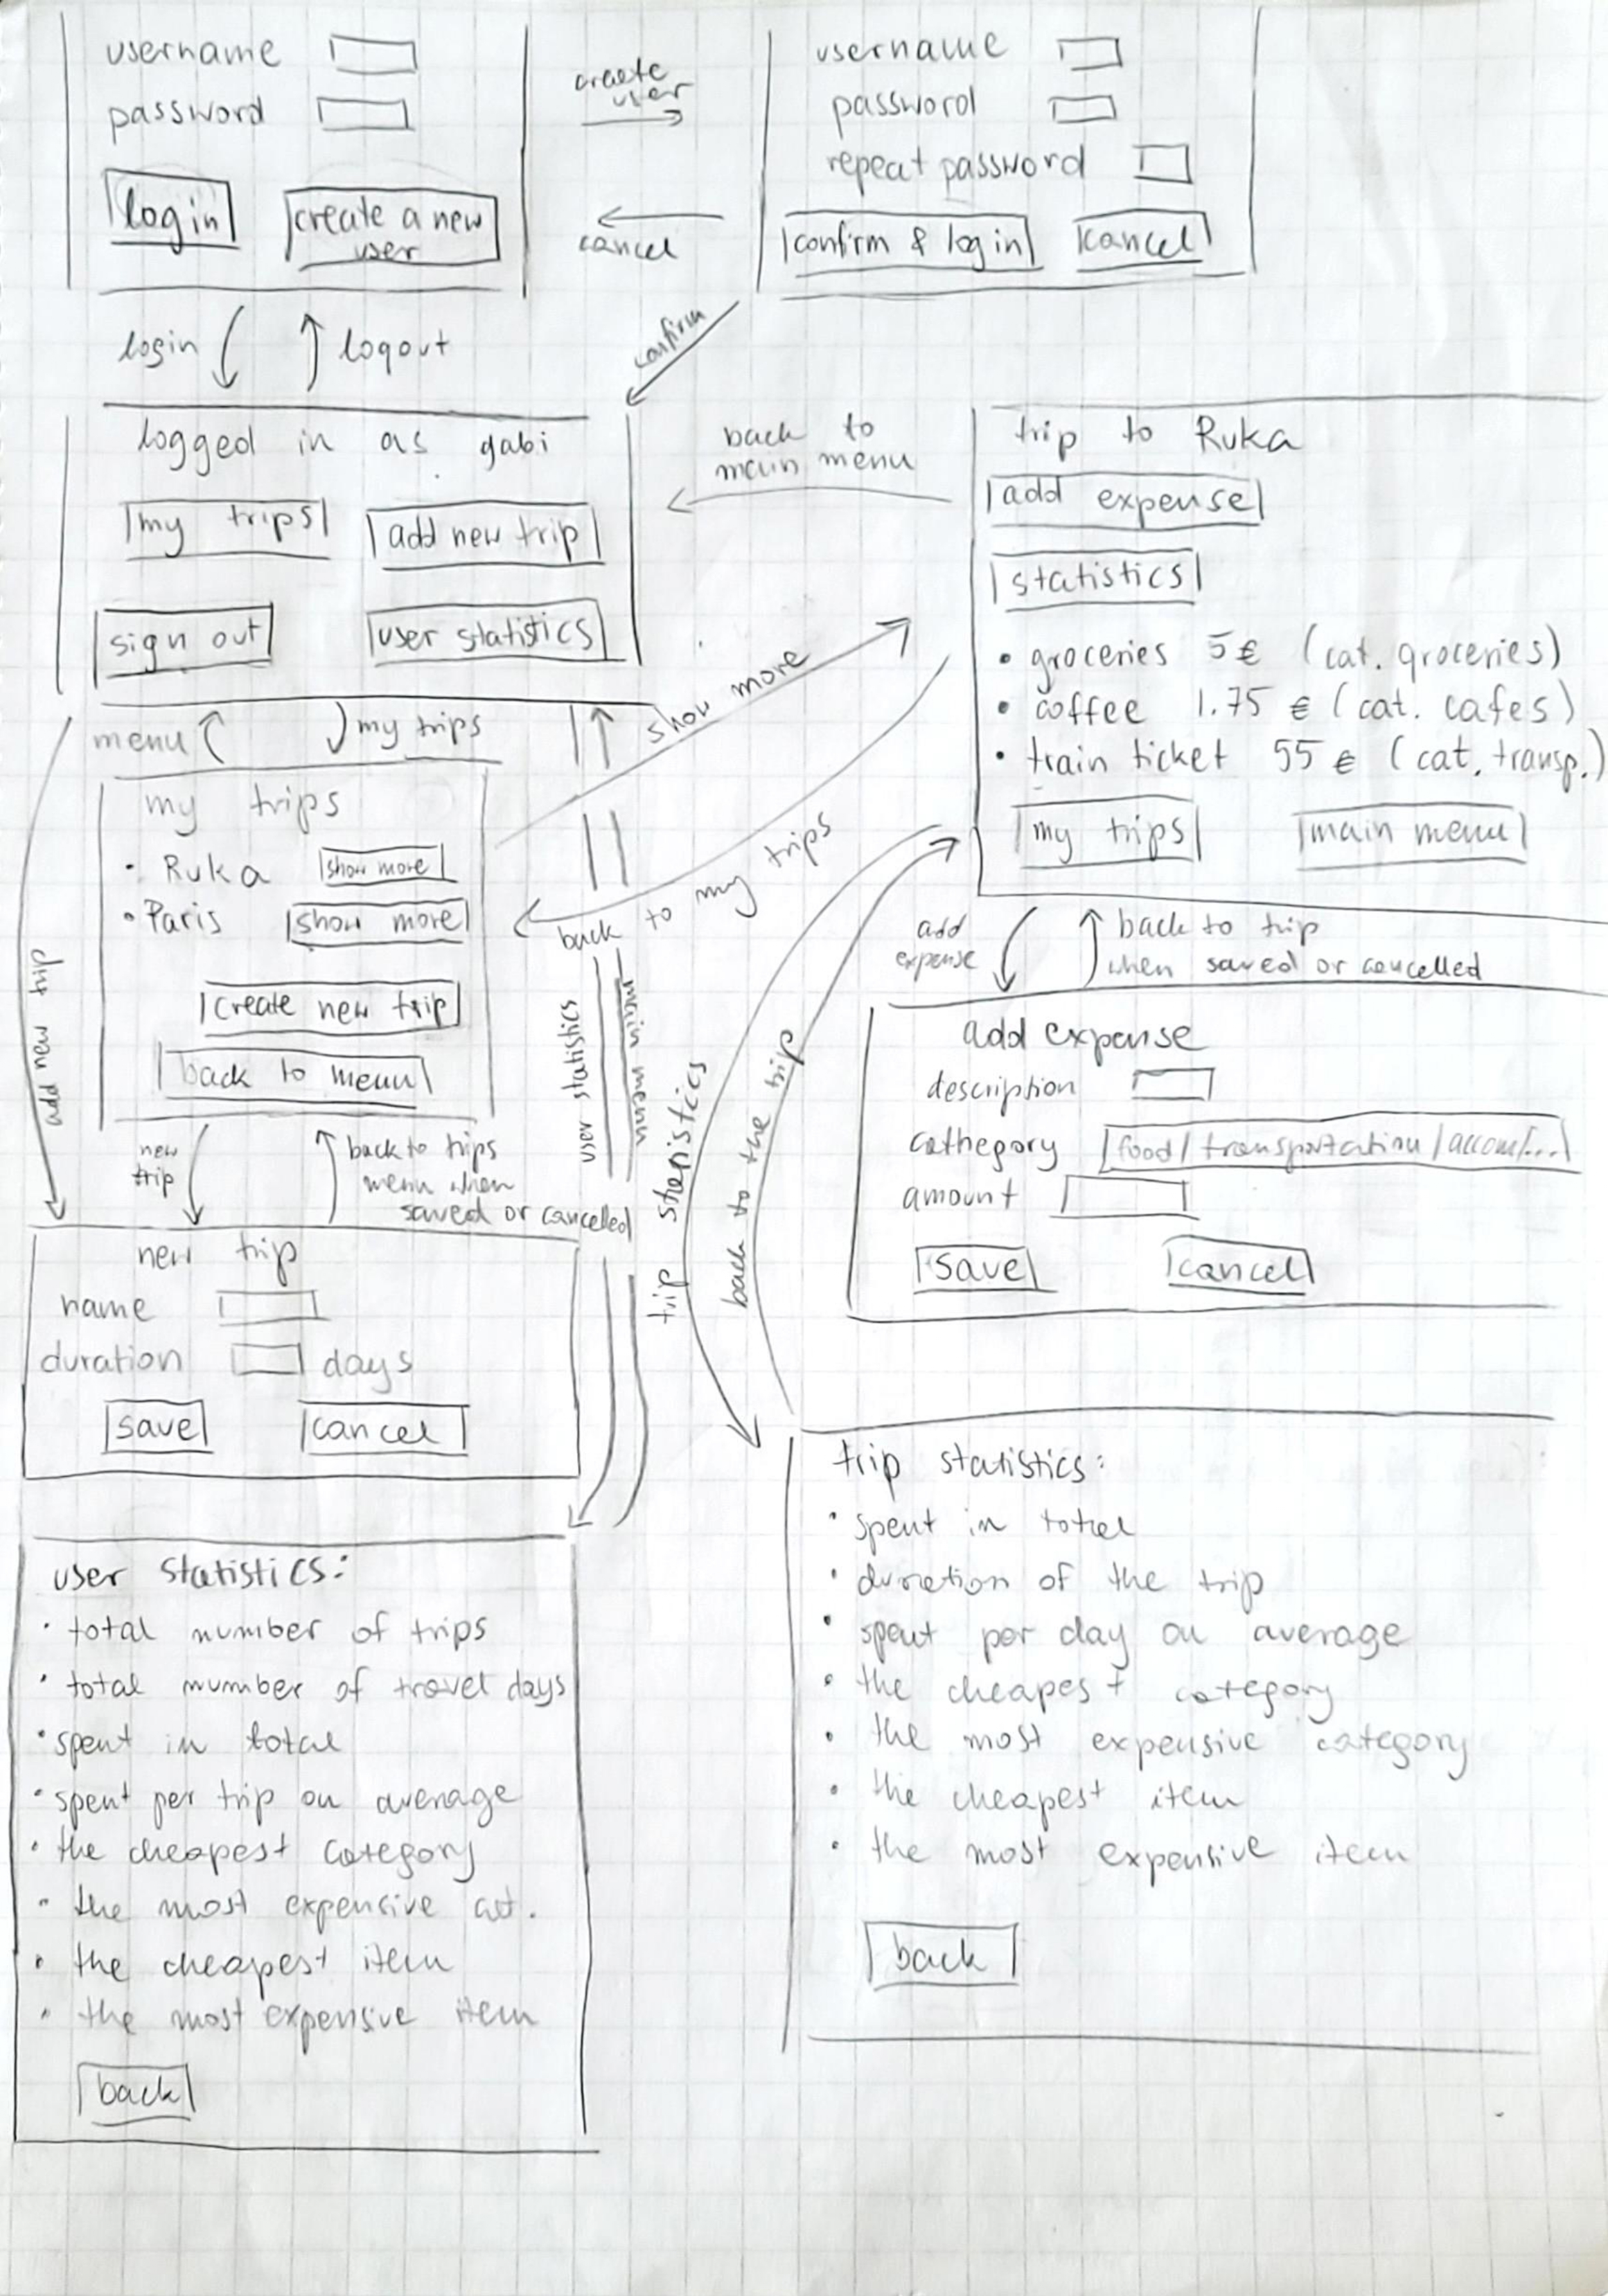 username
password
log in
create a new
user
create
user
cancel
username
password
repeat password
confirm & log in
cancel
login
logout
confirm
logged in as gabi
my trips
add new trip
sign out
user statistics
back to
main menu
trip to Ruka
add expense
statistics
• groceries 5 € (cat. groceries)
• coffee 1.75 € (cat. cafes)
• train ticket 55 € (cat. transp.)
my trips
main menu
menu
my trips
show more
back to my trips
my trips
• Ruka show more
• Paris show more
create new trip
back to menu
add new trip
user statistics
main menu
trip statistics
back to the trip
add
expense
back to trip
when saved or cancelled
add expense
description
cathegory food/transportation/accom/...
amount
save
cancel
new
trip
back to trips
menu when
saved or cancelled
new trip
name
duration days
save
cancel
user statistics:
• total number of trips
• total number of travel days
• spent in total
• spent per trip on average
• the cheapest category
• the most expensive cat.
• the cheapest item
• the most expensive item
back
trip statistics:
• spent in total
• duration of the trip
• spent per day on average
• the cheapest category
• the most expensive category
• the cheapest item
• the most expensive item
back